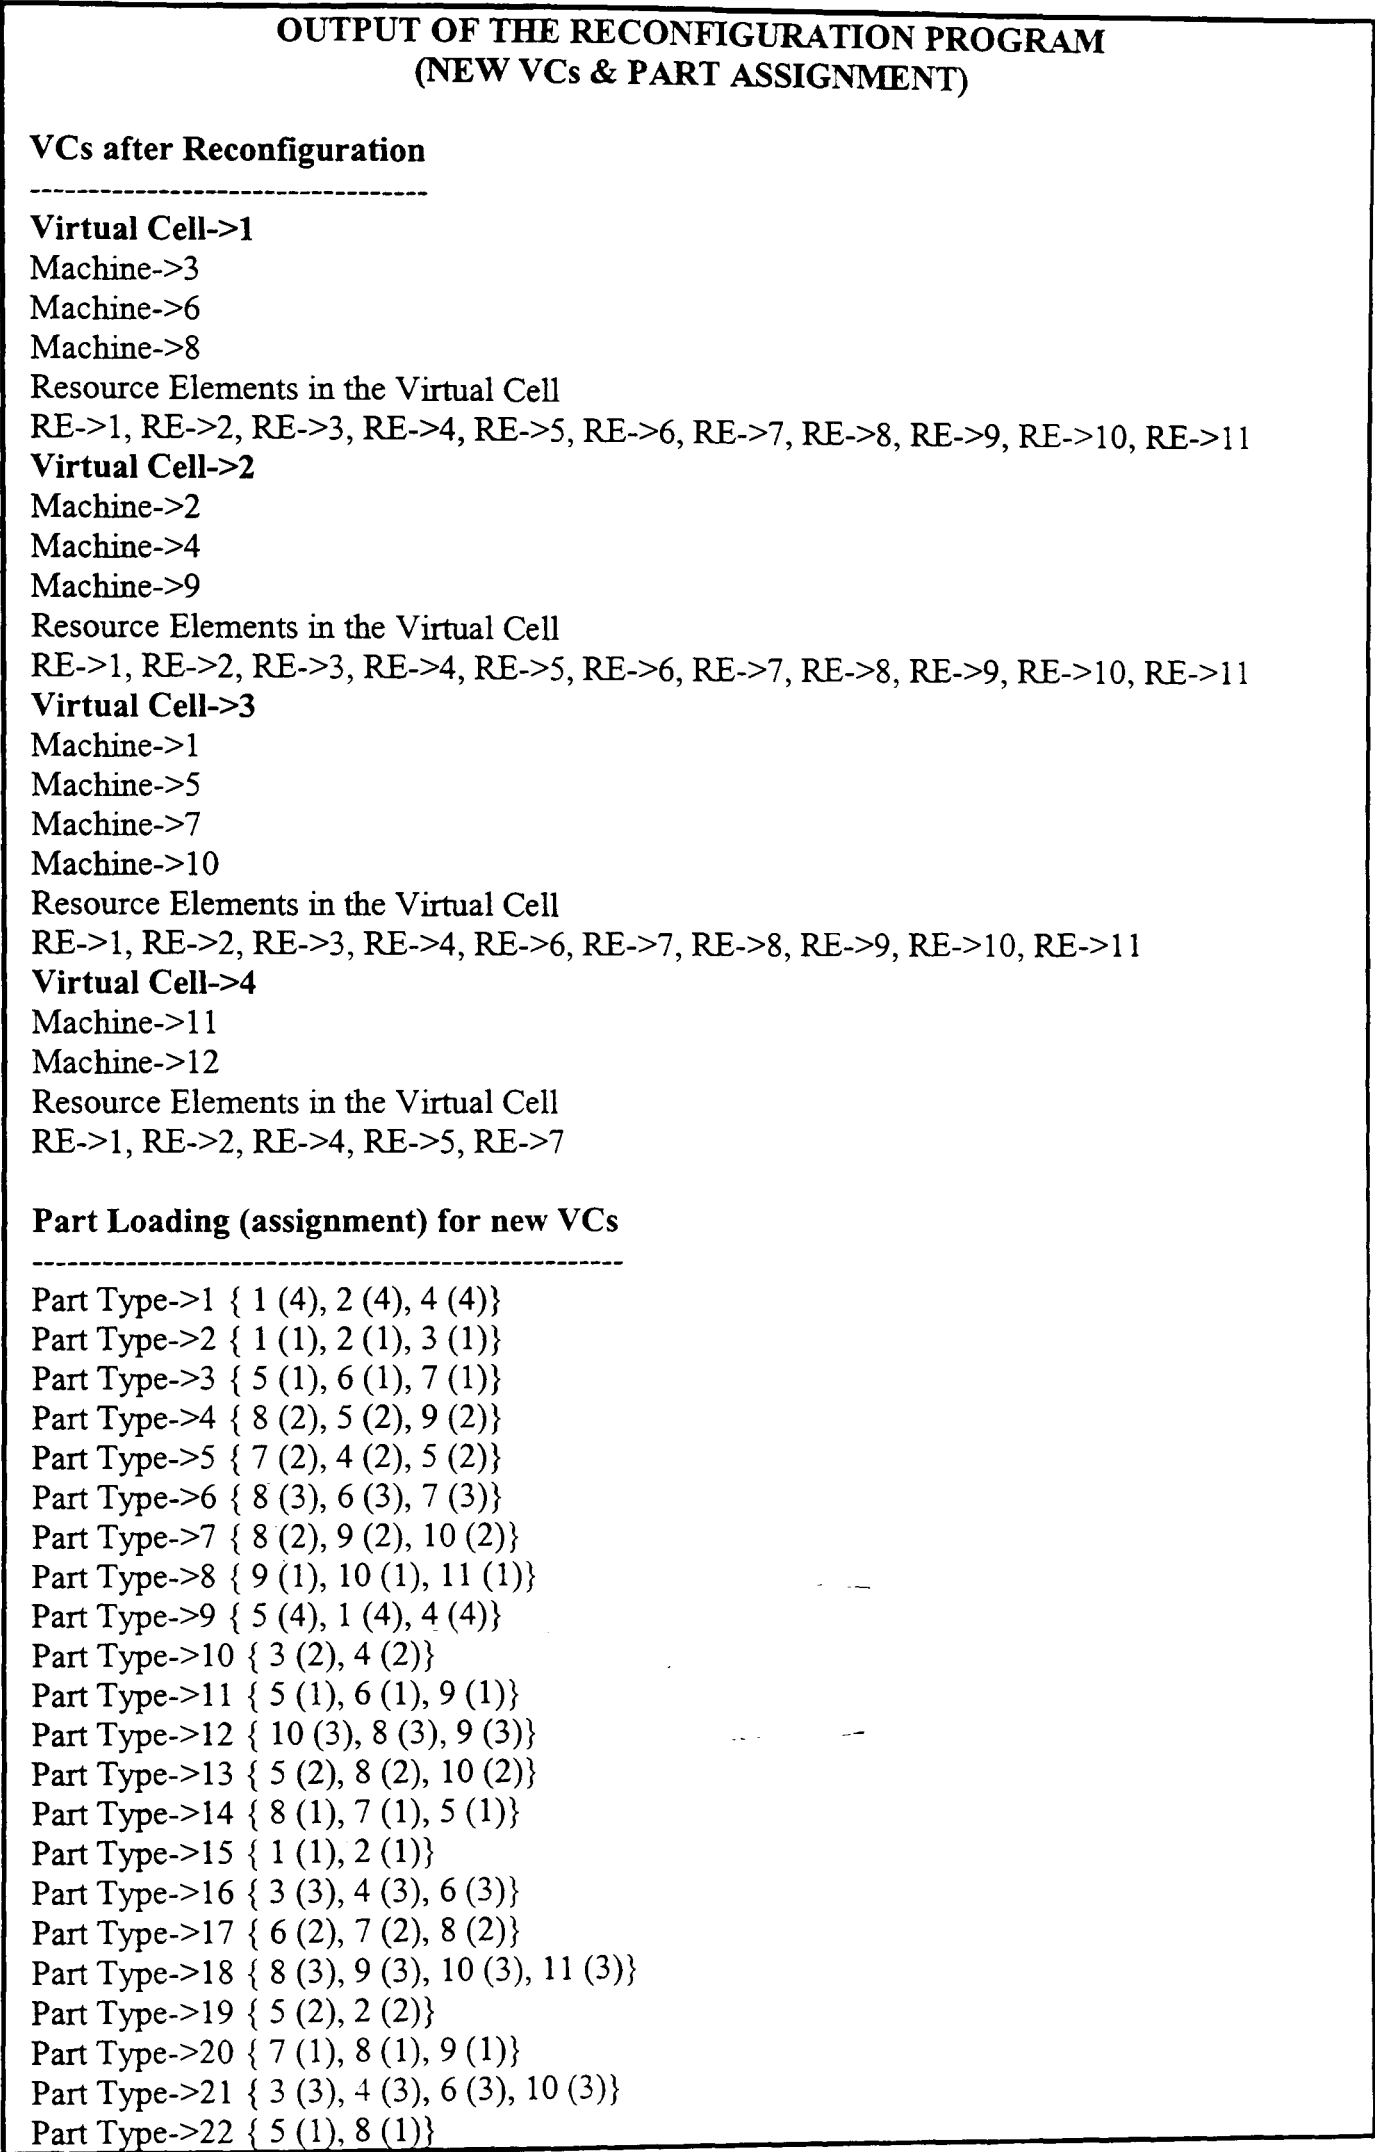 OUTPUT OF THE RECONFIGURATION PROGRAM
(NEW VCs & PART ASSIGNMENT)
VCs after Reconfiguration
----------------------------------
Virtual Cell->1
Machine->3
Machine->6
Machine->8
Resource Elements in the Virtual Cell
RE->1, RE->2, RE->3, RE->4, RE->5, RE->6, RE->7, RE->8, RE->9, RE->10, RE->11
Virtual Cell->2
Machine->2
Machine->4
Machine->9
Resource Elements in the Virtual Cell
RE->1, RE->2, RE->3, RE->4, RE->5, RE->6, RE->7, RE->8, RE->9, RE->10, RE->11
Virtual Cell->3
Machine->1
Machine->5
Machine->7
Machine->10
Resource Elements in the Virtual Cell
RE->1, RE->2, RE->3, RE->4, RE->6, RE->7, RE->8, RE->9, RE->10, RE->11
Virtual Cell->4
Machine->11
Machine->12
Resource Elements in the Virtual Cell
RE->1, RE->2, RE->4, RE->5, RE->7
Part Loading (assignment) for new VCs
---------------------------------------------------
Part Type->1 { 1 (4), 2 (4), 4 (4)}
Part Type->2 { 1 (1), 2 (1), 3 (1)}
Part Type->3 { 5 (1), 6 (1), 7 (1)}
Part Type->4 { 8 (2), 5 (2), 9 (2)}
Part Type->5 { 7 (2), 4 (2), 5 (2)}
Part Type->6 { 8 (3), 6 (3), 7 (3)}
Part Type->7 { 8 (2), 9 (2), 10 (2)}
Part Type->8 { 9 (1), 10 (1), 11 (1)}
Part Type->9 { 5 (4), 1 (4), 4 (4)}
Part Type->10 { 3 (2), 4 (2)}
Part Type->11 { 5 (1), 6 (1), 9 (1)}
Part Type->12 { 10 (3), 8 (3), 9 (3)}
Part Type->13 { 5 (2), 8 (2), 10 (2)}
Part Type->14 { 8 (1), 7 (1), 5 (1)}
Part Type->15 { 1 (1), 2 (1)}
Part Type->16 { 3 (3), 4 (3), 6 (3)}
Part Type->17 { 6 (2), 7 (2), 8 (2)}
Part Type->18 { 8 (3), 9 (3), 10 (3), 11 (3)}
Part Type->19 { 5 (2), 2 (2)}
Part Type->20 { 7 (1), 8 (1), 9 (1)}
Part Type->21 { 3 (3), 4 (3), 6 (3), 10 (3)}
Part Type->22 { 5 (1), 8 (1)}